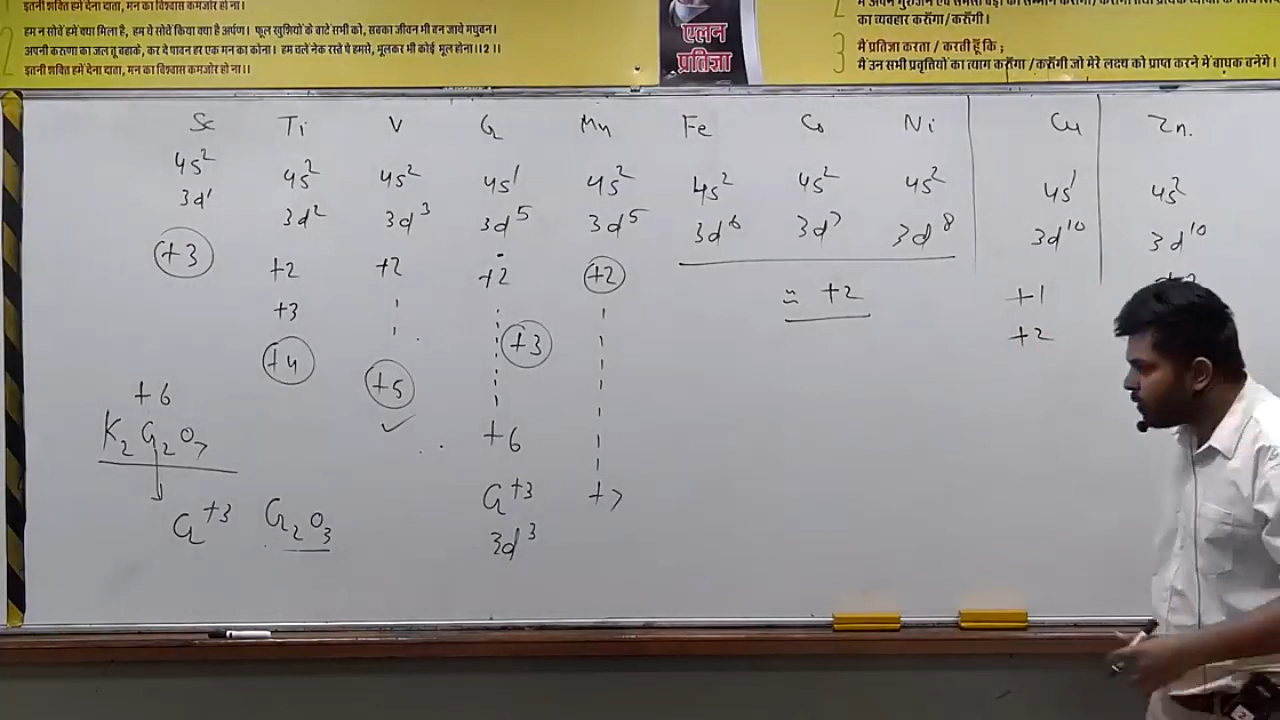 इतनी शक्ति हमें देना दाता, मन का विश्वास कमजोर हो ना।
2
हम न सोचें हमें क्या मिला है, हम ये सोचें किया क्या है अर्पण। फूल खुशियों के बाटें सभी को, सबका जीवन भी बन जाये मधुबन।
अपनी करुणा का जल तू बहाके, कर दे पावन हर एक मन का कोना। हम चलें नेक रस्ते पे हमसे, भूलकर भी कोई भूल होना।।2।।
इतनी शक्ति हमें देना दाता, मन का विश्वास कमजोर हो ना।।
एलन
प्रतिज्ञा
2
का व्यवहार करूँगा / करूँगी।
3
मैं प्रतिज्ञा करता / करती हूँ कि ;
मैं उन सभी प्रवृत्तियों का त्याग करूँगा / करूँगी जो मेरे लक्ष्य को प्राप्त करने में बाधक बनेंगे।
Sc Ti V Cr Mn Fe Co Ni Cu Zn
4s² 4s² 4s² 4s¹ 4s² 4s² 4s² 4s² 4s¹ 4s²
3d¹ 3d² 3d³ 3d⁵ 3d⁵ 3d⁶ 3d⁷ 3d⁸ 3d¹⁰ 3d¹⁰
+3 +2 +2 +2 +2
+3 ≈ +2 +1
+4 +3 +2
+5
+6
K₂Cr₂O₇ +6
Cr⁺³ Cr₂O₃ Cr⁺³ +7
3d³